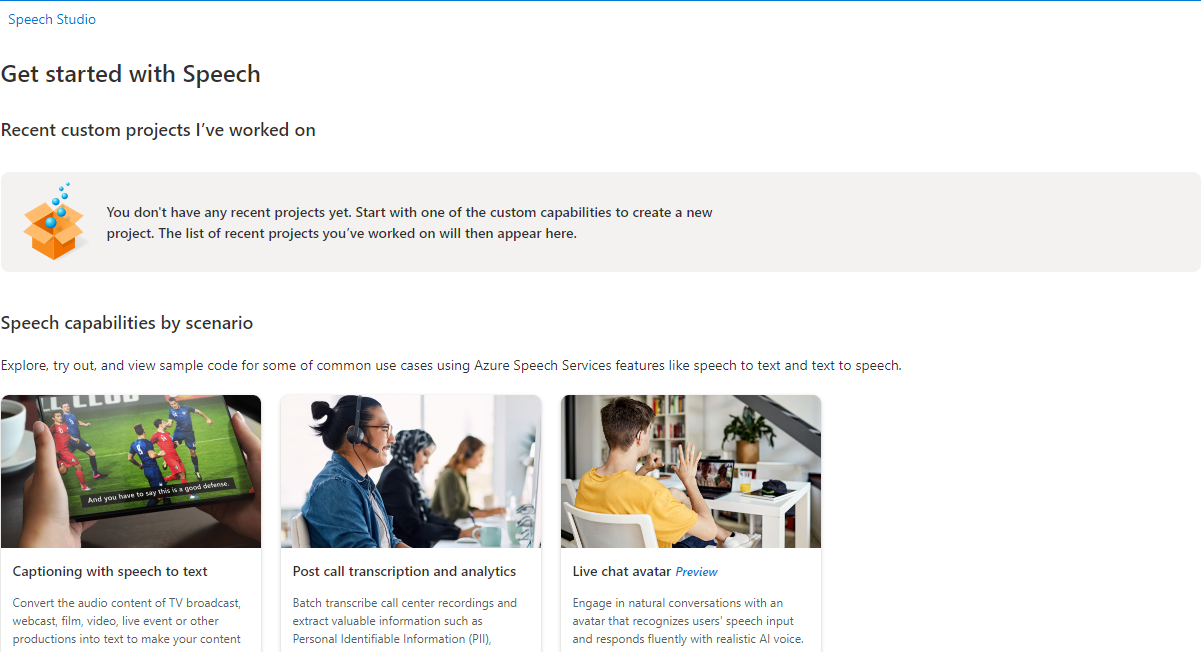 Speech Studio
Get started with Speech
Recent custom projects I’ve worked on
You don't have any recent projects yet. Start with one of the custom capabilities to create a new
project. The list of recent projects you’ve worked on will then appear here.
Speech capabilities by scenario
Explore, try out, and view sample code for some of common use cases using Azure Speech Services features like speech to text and text to speech.
And you have to say this is a good defense.
Captioning with speech to text
Convert the audio content of TV broadcast,
webcast, film, video, live event or other
productions into text to make your content
Post call transcription and analytics
Batch transcribe call center recordings and
extract valuable information such as
Personal Identifiable Information (PII),
Live chat avatar Preview
Engage in natural conversations with an
avatar that recognizes users' speech input
and responds fluently with realistic AI voice.